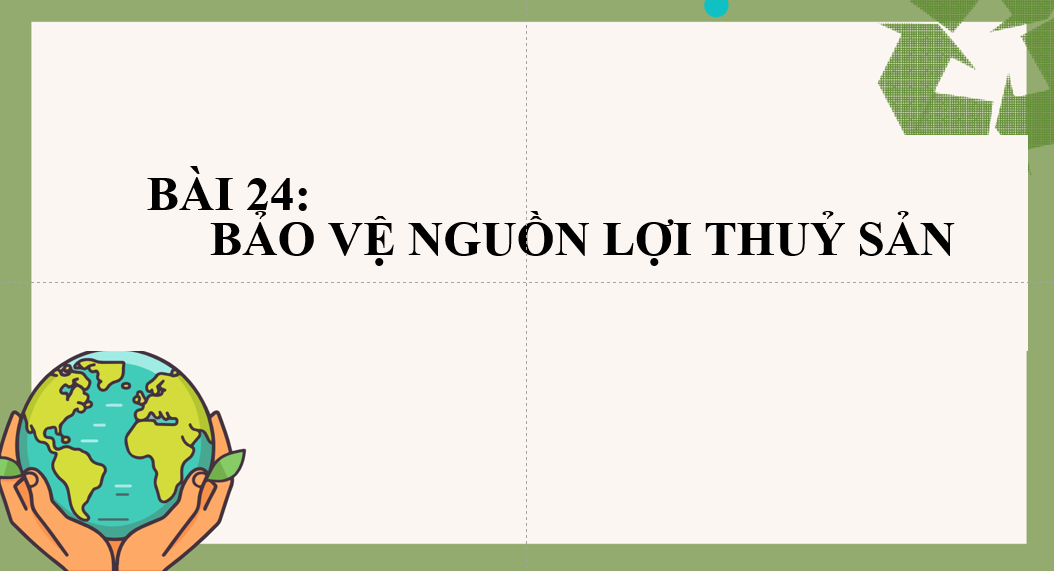 BÀI 24:
BẢO VỆ NGUỒN LỢI THUỶ SẢN